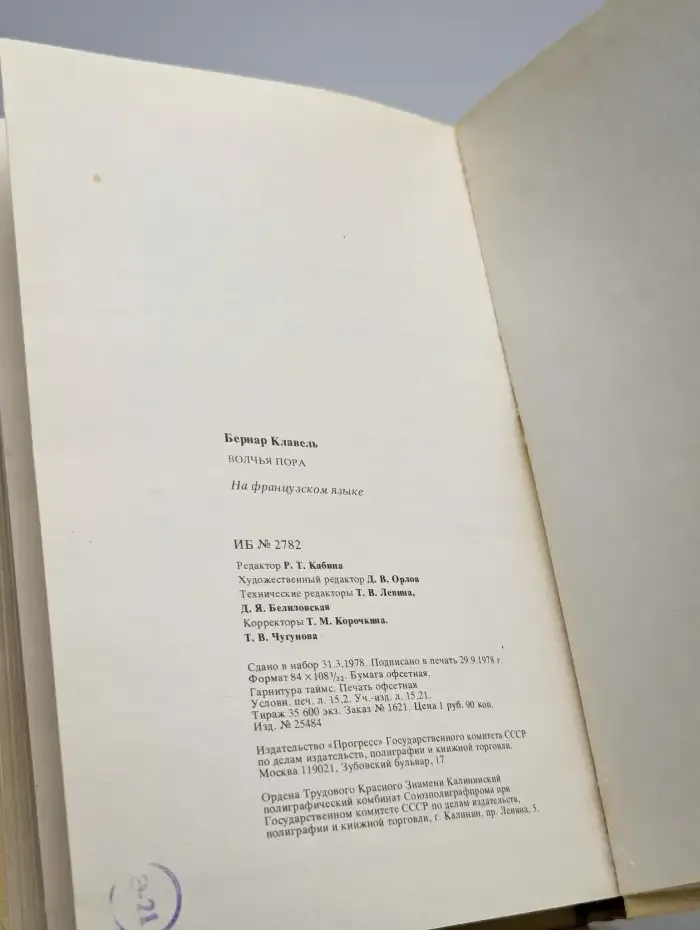 Бернар Клавель
ВОЛЧЬЯ ПОРА
На французском языке
ИБ № 2782
Редактор Р. Т. Кабина
Художественный редактор Д. В. Орлов
Технические редакторы Т. В. Левина,
Д. Я. Белиловская
Корректоры Т. М. Корочкина.
Т. В. Чугунова
Сдано в набор 31.3.1978. Подписано в печать 29.9.1978 г.
Формат 84 × 108 1/32. Бумага офсетная.
Гарнитура таймс. Печать офсетная
Условн. печ. л. 15,2. Уч.-изд. л. 15,21.
Тираж 35 600 экз. Заказ № 1621. Цена 1 руб. 90 коп.
Изд. № 25484
Издательство «Прогресс» Государственного комитета СССР
по делам издательств, полиграфии и книжной торговли.
Москва 119021, Зубовский бульвар, 17
Ордена Трудового Красного Знамени Калининский
полиграфический комбинат Союзполиграфпрома при
Государственном комитете СССР по делам издательств,
полиграфии и книжной торговли, г. Калинин, пр. Ленина, 5.